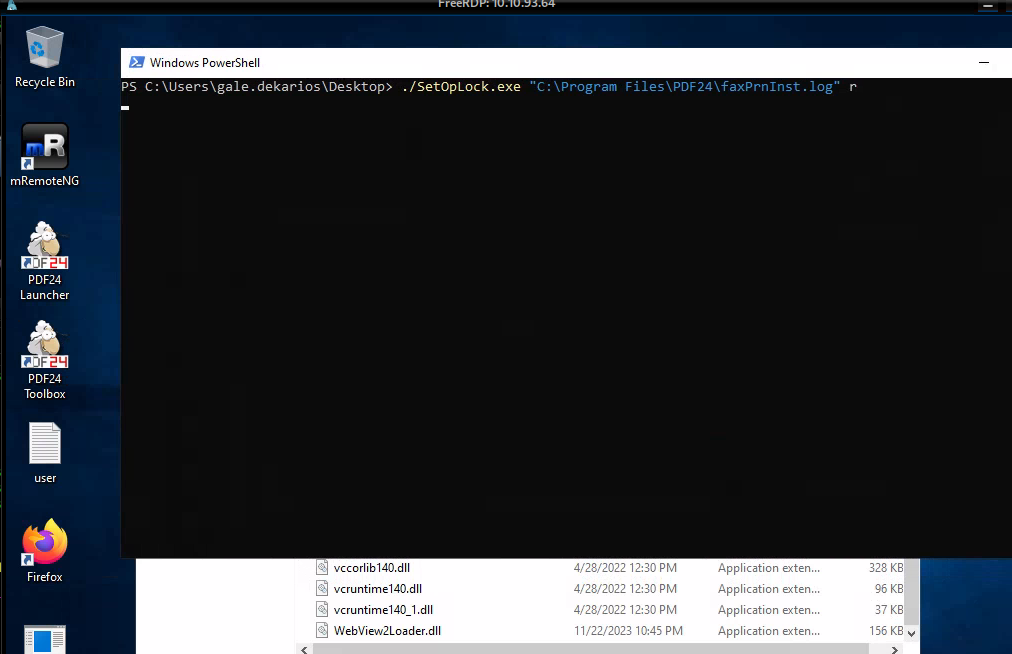 FreeRDP: 10.10.93.64
Recycle Bin
Windows PowerShell
PS C:\Users\gale.dekarios\Desktop> ./SetOpLock.exe "C:\Program Files\PDF24\faxPrnInst.log" r
mR
mRemoteNG
PDF24
PDF24
Launcher
PDF24
PDF24
Toolbox
user
Firefox
vccorlib140.dll 4/28/2022 12:30 PM Application exten... 328 KB
vcruntime140.dll 4/28/2022 12:30 PM Application exten... 96 KB
vcruntime140_1.dll 4/28/2022 12:30 PM Application exten... 37 KB
WebView2Loader.dll 11/22/2023 10:45 PM Application exten... 156 KB